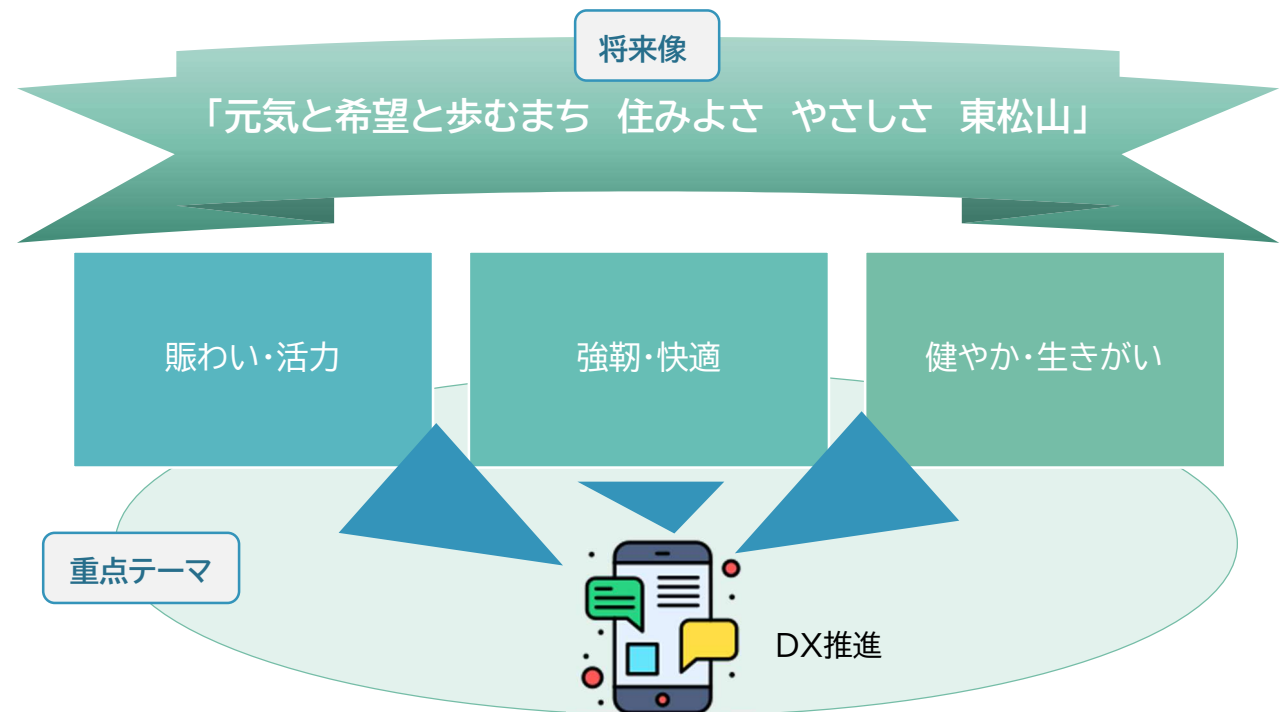 将来像
「元気と希望と歩むまち　住みよさ　やさしさ　東松山」
賑わい・活力
強靭・快適
健やか・生きがい
重点テーマ
DX推進